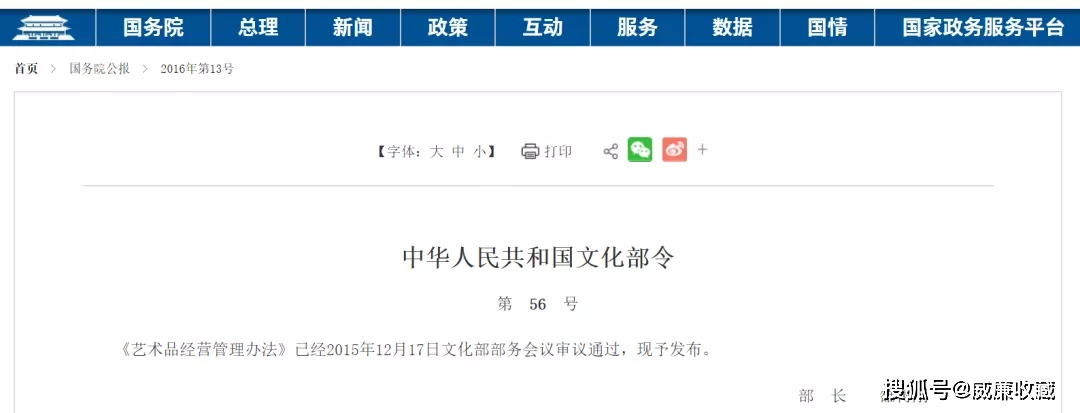 国务院 总理 新闻 政策 互动 服务 数据 国情 国家政务服务平台
首页 > 国务院公报 > 2016年第13号
【字体：大 中 小】 打印 +
中华人民共和国文化部令
第 56 号
《艺术品经营管理办法》已经2015年12月17日文化部部务会议审议通过，现予发布。
部 长
搜狐号@威廉收藏